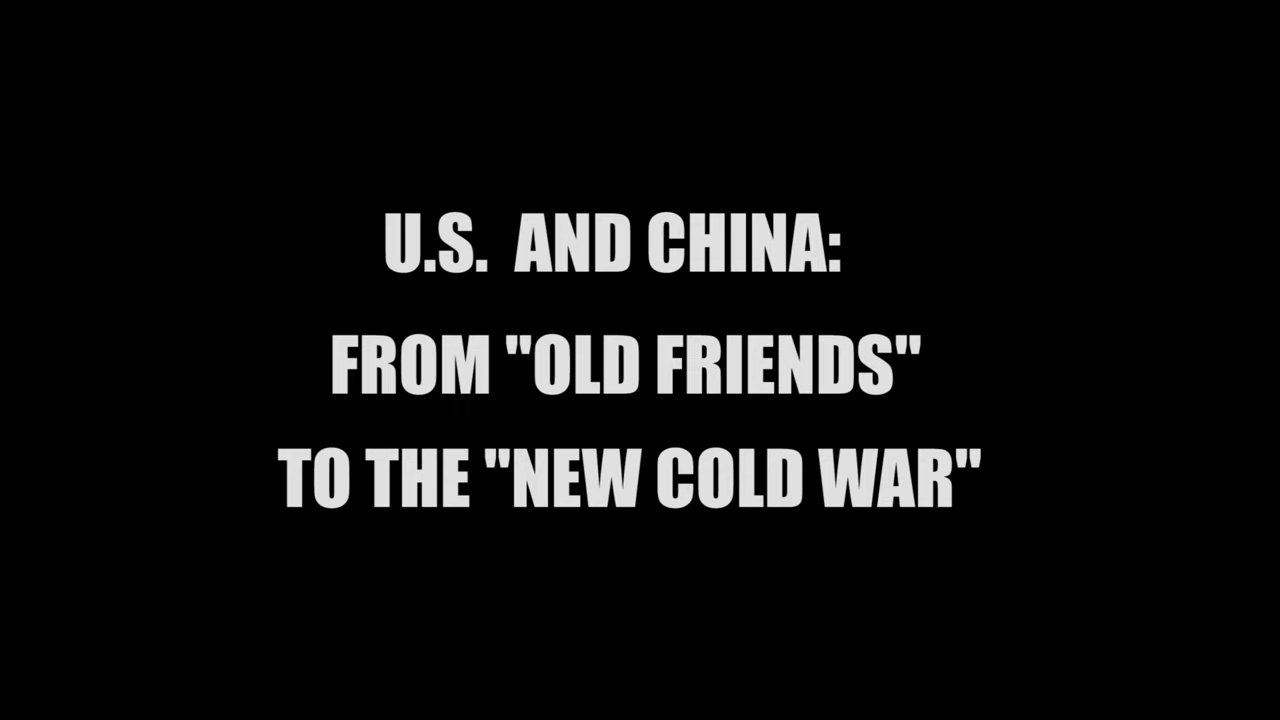 U.S.  AND CHINA:
FROM "OLD FRIENDS"
TO THE "NEW COLD WAR"